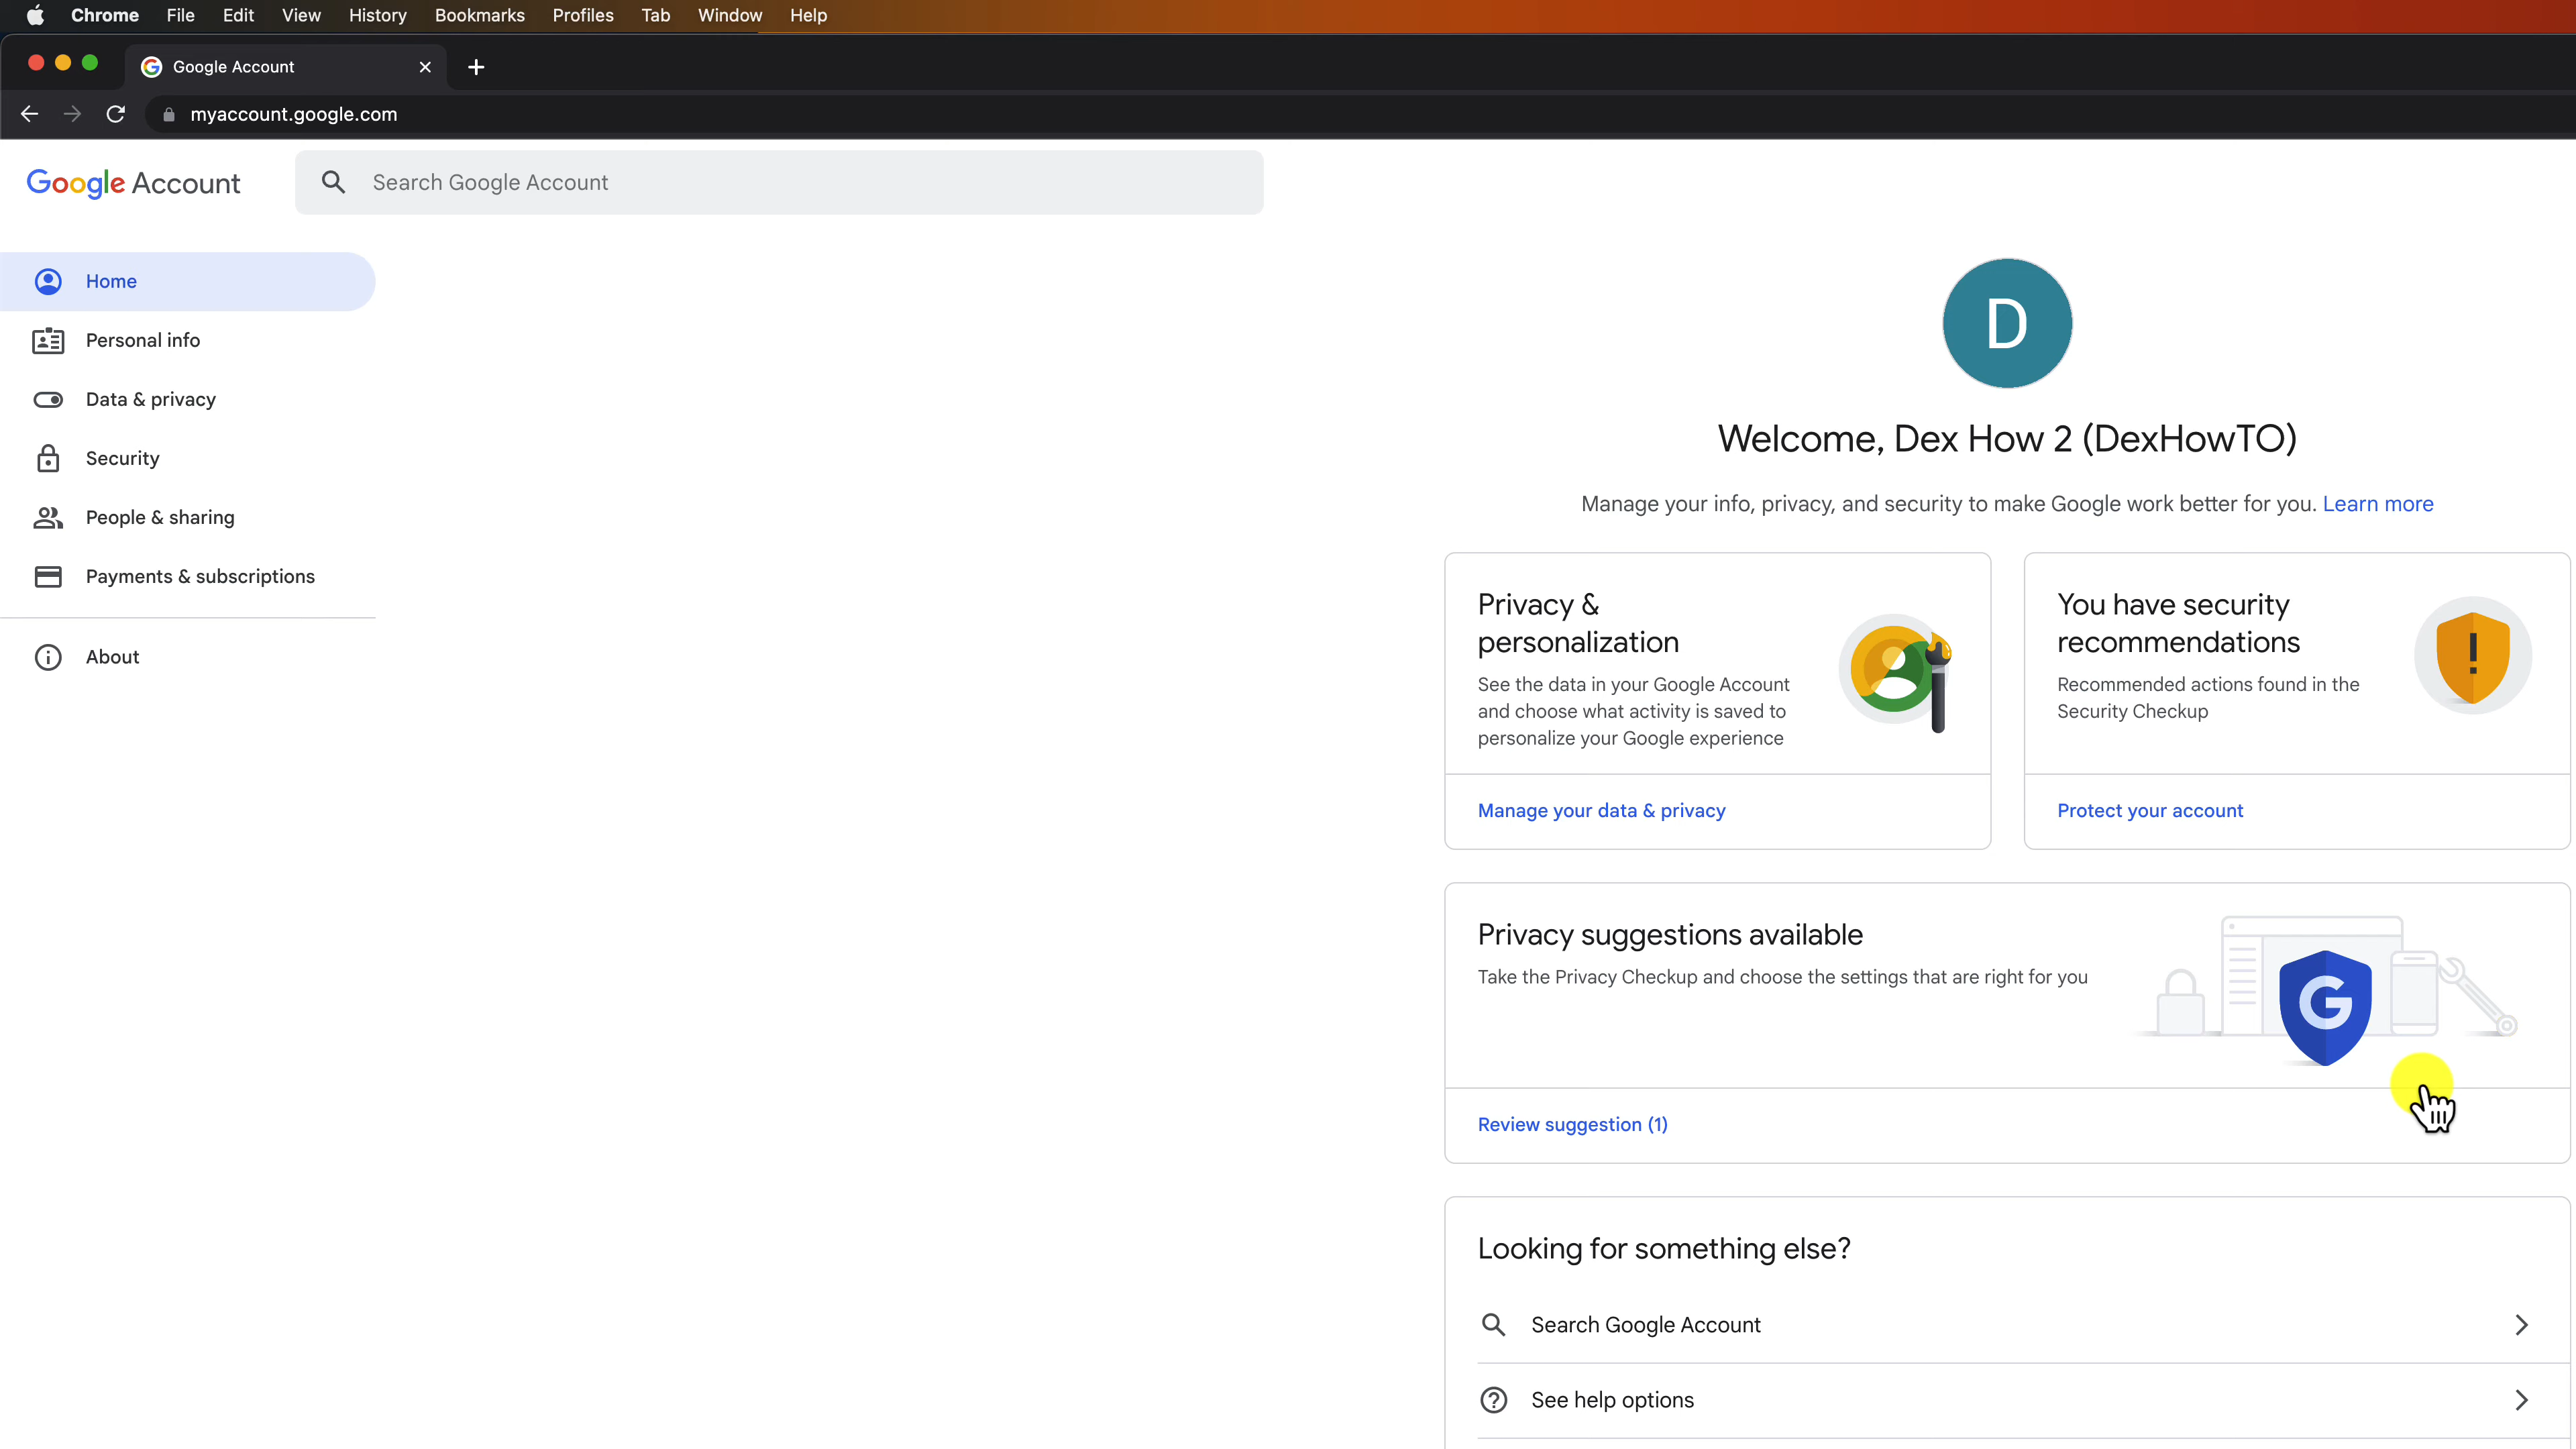 Chrome File Edit View History Bookmarks Profiles Tab Window Help
Google Account
myaccount.google.com
Google Account
Search Google Account
Home
Personal info
Data & privacy
Security
People & sharing
Payments & subscriptions
About
D
Welcome, Dex How 2 (DexHowTO)
Manage your info, privacy, and security to make Google work better for you. Learn more
Privacy &
personalization
See the data in your Google Account
and choose what activity is saved to
personalize your Google experience
Manage your data & privacy
You have security
recommendations
Recommended actions found in the
Security Checkup
Protect your account
Privacy suggestions available
Take the Privacy Checkup and choose the settings that are right for you
G
Review suggestion (1)
Looking for something else?
Search Google Account
See help options